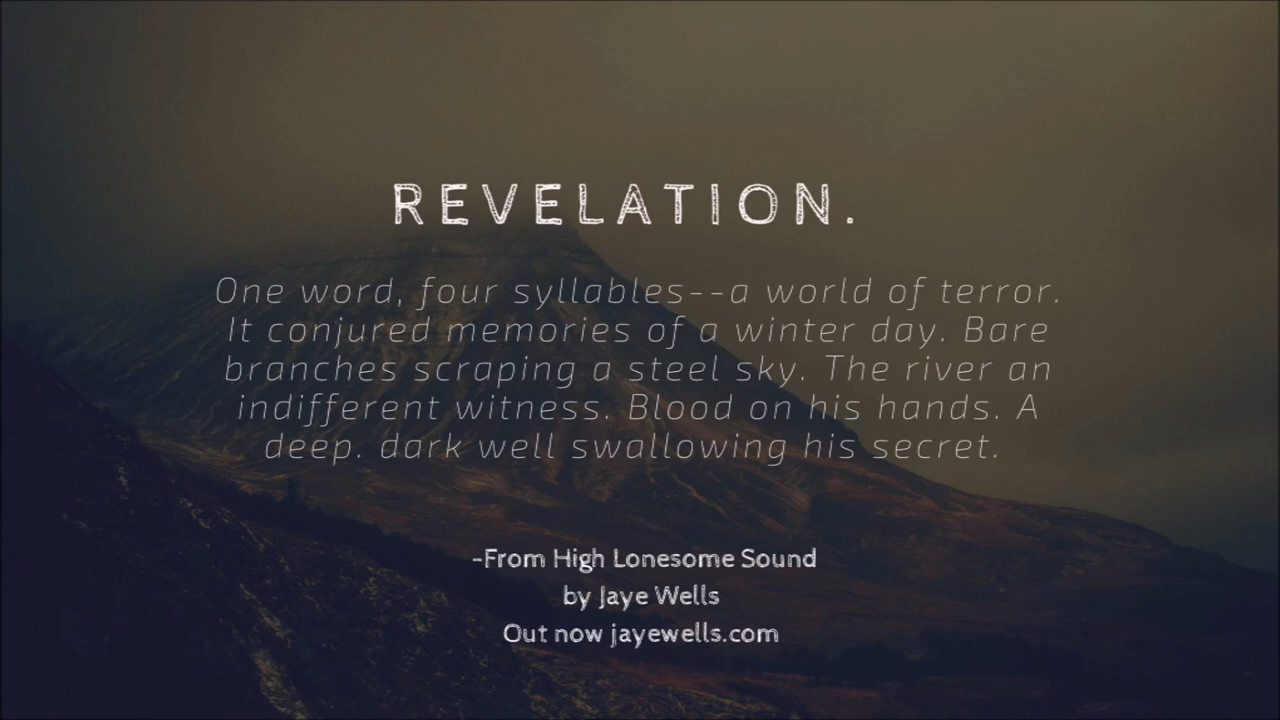 REVELATION.
One word, four syllables--a world of terror.
It conjured memories of a winter day. Bare
branches scraping a steel sky. The river an
indifferent witness. Blood on his hands. A
deep. dark well swallowing his secret.
-From High Lonesome Sound
by Jaye Wells
Out now jayewells.com